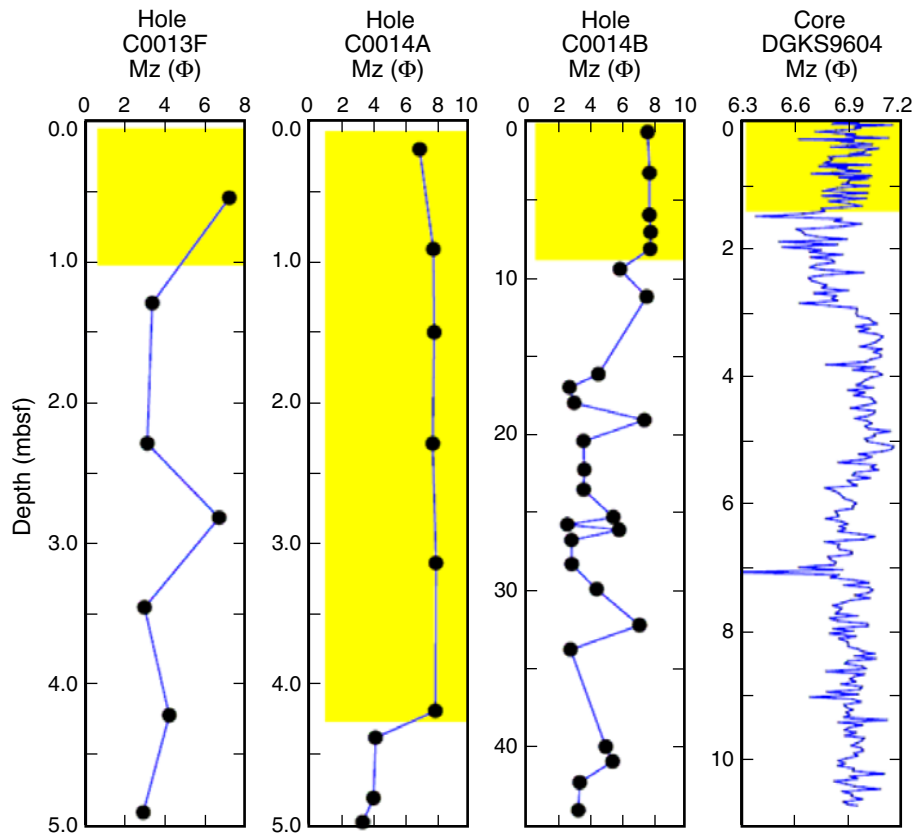 Hole
C0013F
Mz (Φ)
0 2 4 6 8
0.0
1.0
2.0
3.0
4.0
5.0
Depth (mbsf)
Hole
C0014A
Mz (Φ)
0 2 4 6 8 10
0.0
1.0
2.0
3.0
4.0
5.0
Hole
C0014B
Mz (Φ)
0 2 4 6 8 10
0
10
20
30
40
Core
DGKS9604
Mz (Φ)
6.3 6.6 6.9 7.2
0
2
4
6
8
10